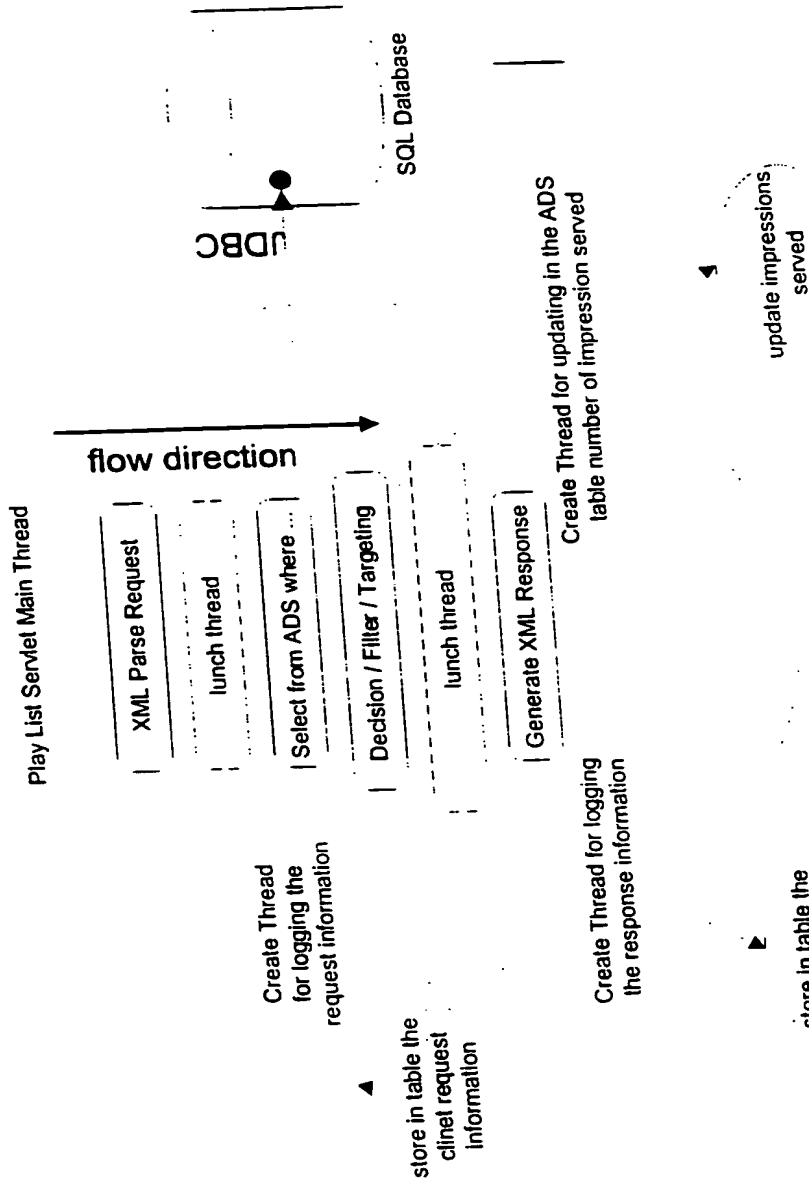 Play List Servlet Main Thread
XML Parse Request
lunch thread
Select from ADS where ...
Decision / Filter / Targeting
lunch thread
Generate XML Response
flow direction
JDBC
SQL Database
Create Thread
for logging the
request information
store in table the
clinet request
information
Create Thread for logging
the response information
store in table the
Create Thread for updating in the ADS
table number of impression served
update impressions
served